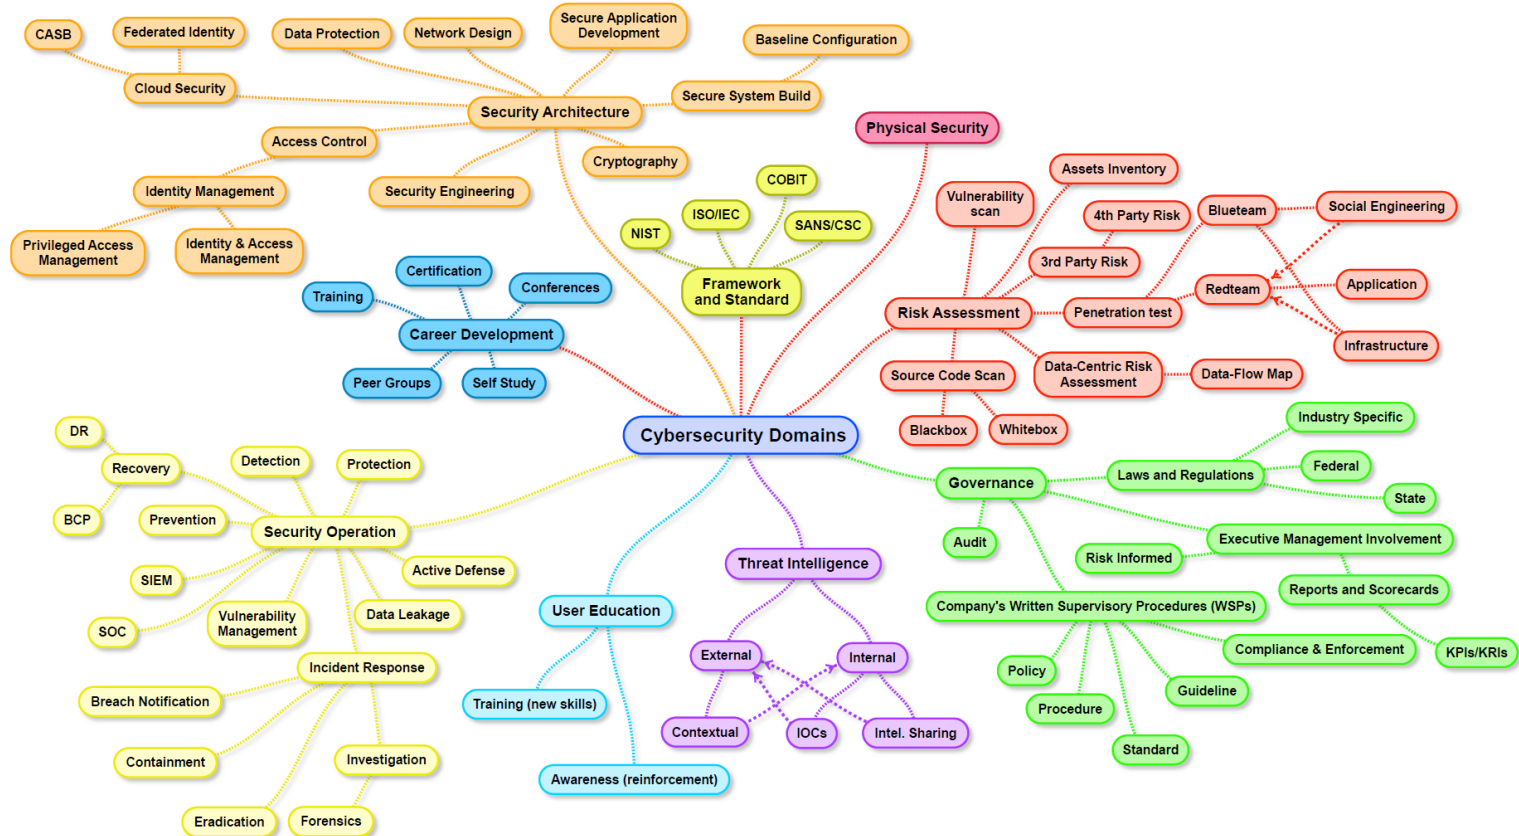 CASB
Federated Identity
Data Protection
Network Design
Secure Application
Development
Baseline Configuration
Cloud Security
Security Architecture
Secure System Build
Access Control
Cryptography
Identity Management
Security Engineering
Privileged Access
Management
Identity & Access
Management
Physical Security
COBIT
ISO/IEC
SANS/CSC
NIST
Framework
and Standard
Certification
Training
Conferences
Career Development
Peer Groups
Self Study
Assets Inventory
Vulnerability
scan
4th Party Risk
3rd Party Risk
Blueteam
Social Engineering
Redteam
Application
Risk Assessment
Penetration test
Infrastructure
Source Code Scan
Data-Centric Risk
Assessment
Data-Flow Map
Blackbox
Whitebox
Cybersecurity Domains
DR
Recovery
Detection
Protection
BCP
Prevention
Security Operation
Active Defense
SIEM
SOC
Vulnerability
Management
Data Leakage
Incident Response
Breach Notification
Containment
Investigation
Eradication
Forensics
User Education
Training (new skills)
Awareness (reinforcement)
Threat Intelligence
External
Internal
Contextual
IOCs
Intel. Sharing
Industry Specific
Governance
Laws and Regulations
Federal
State
Audit
Executive Management Involvement
Risk Informed
Reports and Scorecards
Company's Written Supervisory Procedures (WSPs)
Compliance & Enforcement
KPIs/KRIs
Policy
Procedure
Guideline
Standard